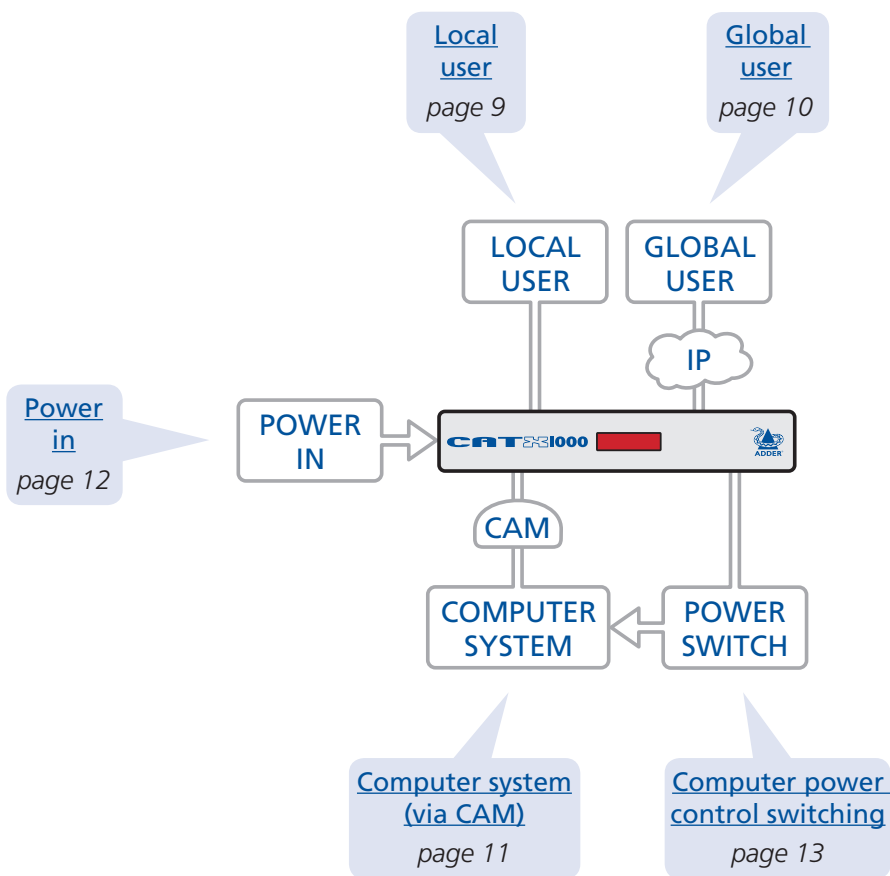 Local
user
page 9
Global
user
page 10
LOCAL
USER
GLOBAL
USER
IP
Power
in
page 12
POWER
IN
CATX1000
ADDER
CAM
COMPUTER
SYSTEM
POWER
SWITCH
Computer system
(via CAM)
page 11
Computer power
control switching
page 13